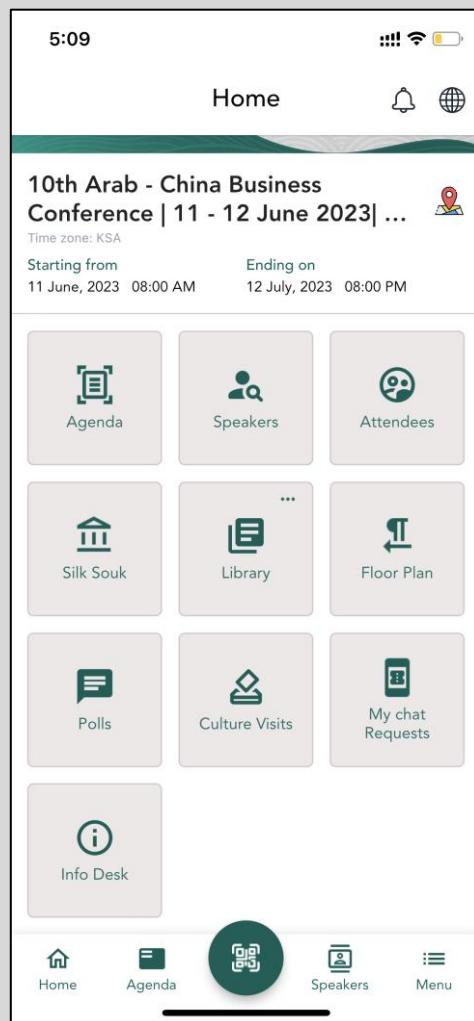 5:09
Home
10th Arab - China Business
Conference | 11 - 12 June 2023| ...
Time zone: KSA
Starting from
Ending on
11 June, 2023 08:00 AM
12 July, 2023 08:00 PM
Agenda
Speakers
Attendees
Silk Souk
Library
Floor Plan
Polls
Culture Visits
My chat
Requests
Info Desk
Home
Agenda
Speakers
Menu